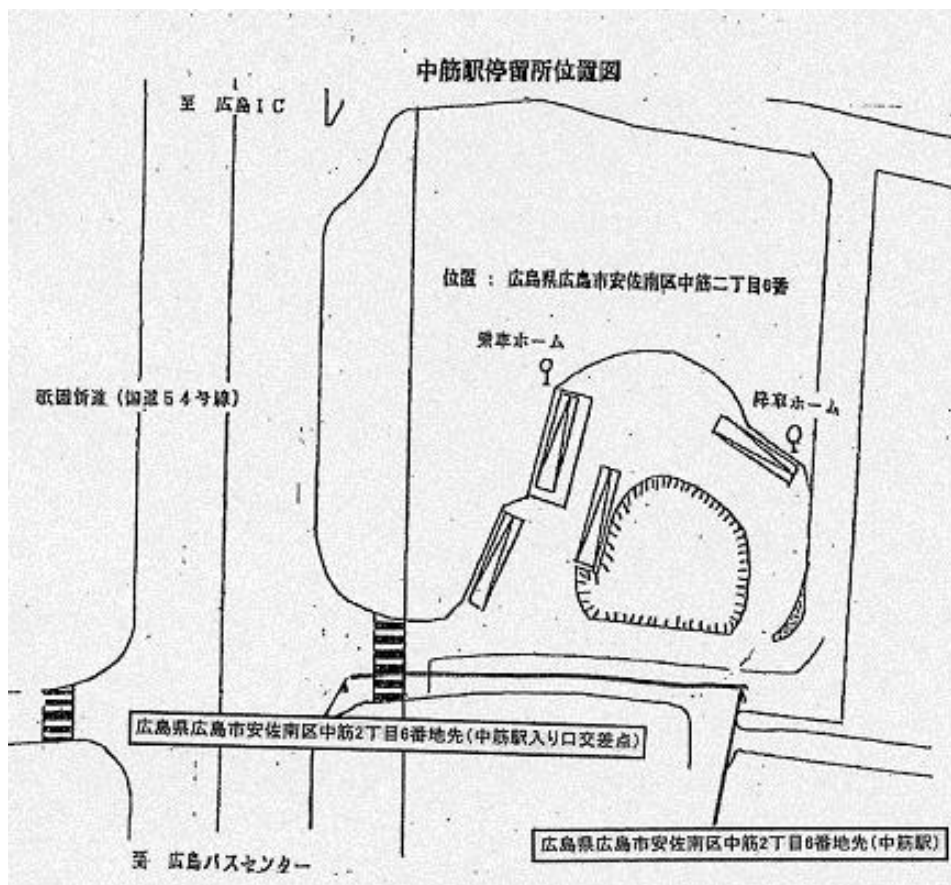 中筋駅停留所位置図
至 広島IC
位置 : 広島県広島市安佐南区中筋二丁目6番
乗車ホーム
祇園新道 (国道54号線)
降車ホーム
広島県広島市安佐南区中筋2丁目6番地先(中筋駅入り口交差点)
広島県広島市安佐南区中筋2丁目6番地先(中筋駅)
至 広島バスセンター